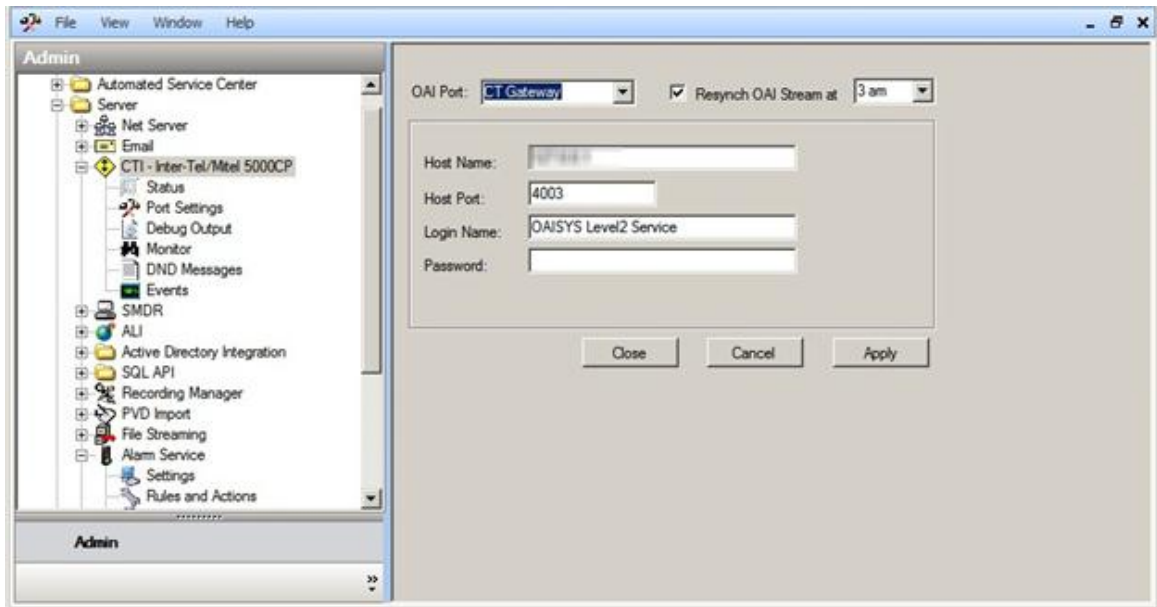 File View Window Help
Admin
Automated Service Center
Server
Net Server
Email
CTI - Inter-Tel/Mitel 5000CP
Status
Port Settings
Debug Output
Monitor
DND Messages
Events
SMDR
ALI
Active Directory Integration
SQL API
Recording Manager
PVD Import
File Streaming
Alarm Service
Settings
Rules and Actions
Admin
OAI Port: CT Gateway Resynch OAI Stream at 3 am
Host Name:
Host Port: 4003
Login Name: OAISYS Level2 Service
Password:
Close Cancel Apply